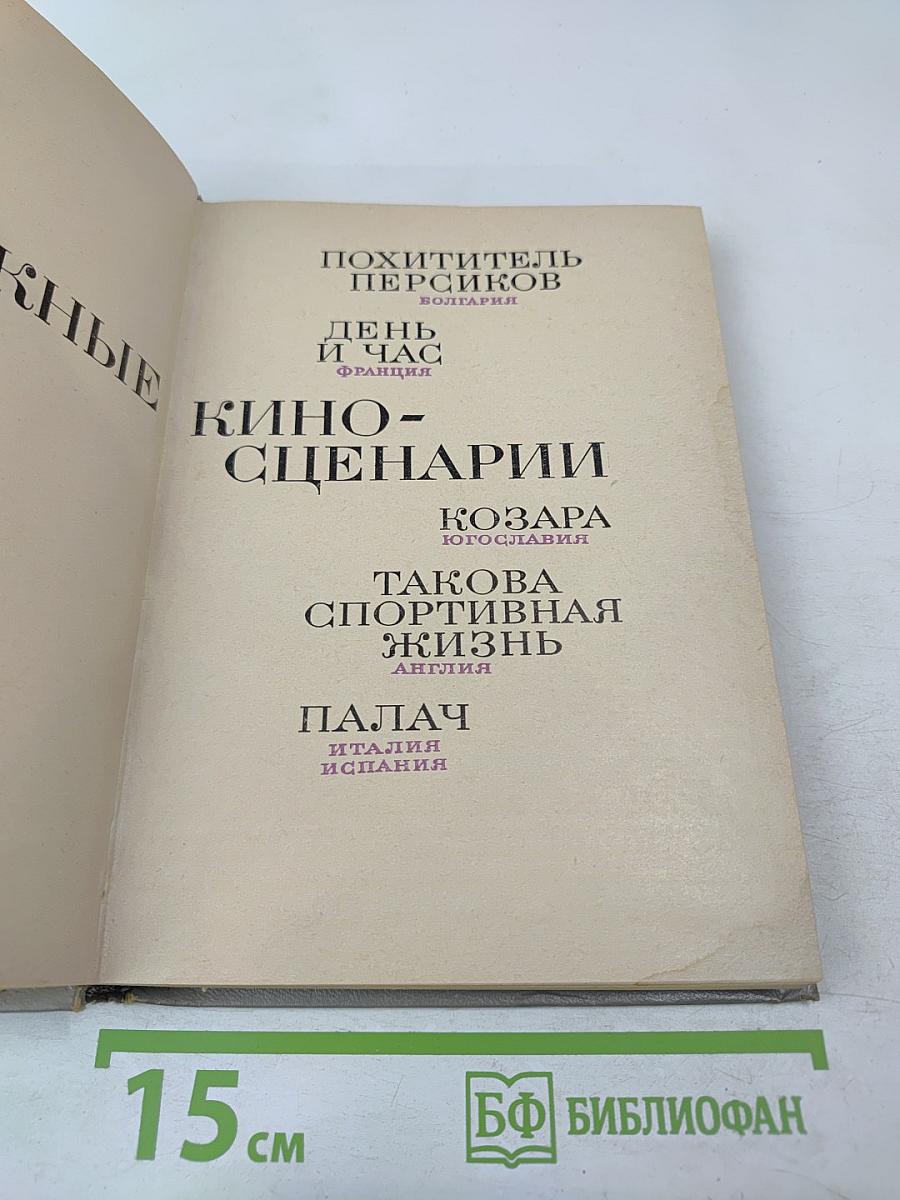 ЖНЫЕ
ПОХИТИТЕЛЬ
ПЕРСИКОВ
БОЛГАРИЯ
ДЕНЬ
И ЧАС
ФРАНЦИЯ
КИНО-
СЦЕНАРИИ
КОЗАРА
ЮГОСЛАВИЯ
ТАКОВА
СПОРТИВНАЯ
ЖИЗНЬ
АНГЛИЯ
ПАЛАЧ
ИТАЛИЯ
ИСПАНИЯ
15 см
БФ БИБЛИОФАН